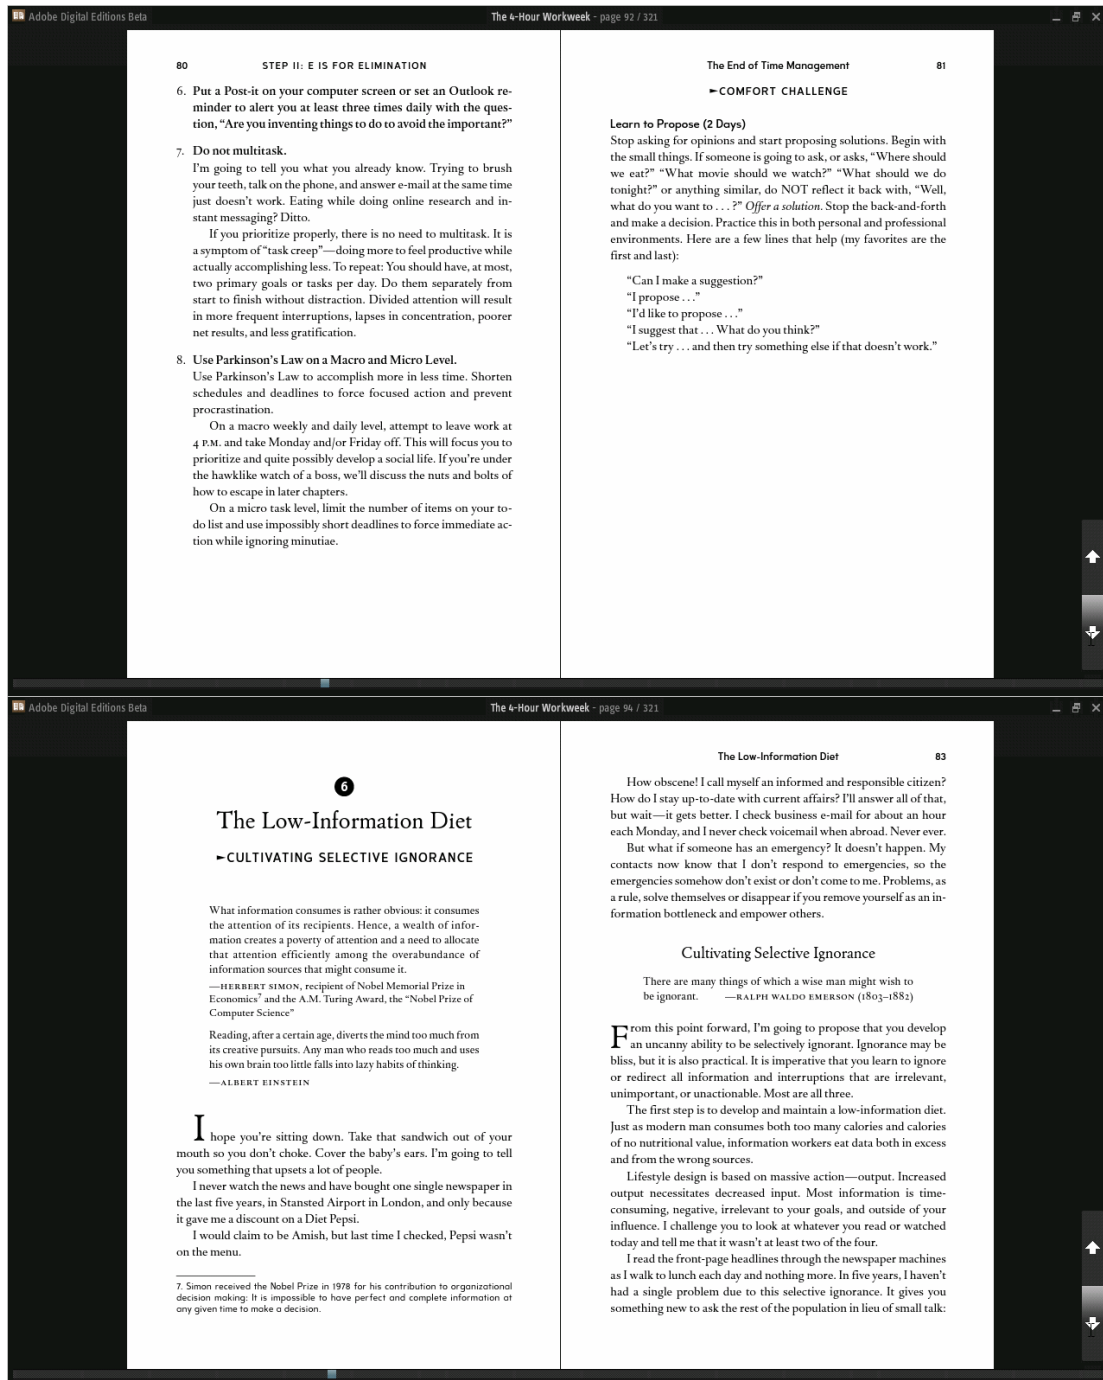 Adobe Digital Editions Beta
The 4-Hour Workweek - page 92 / 321
80 STEP II: E IS FOR ELIMINATION
6. Put a Post-it on your computer screen or set an Outlook re-
minder to alert you at least three times daily with the ques-
tion, “Are you inventing things to do to avoid the important?”
7. Do not multitask.
I’m going to tell you what you already know. Trying to brush
your teeth, talk on the phone, and answer e-mail at the same time
just doesn’t work. Eating while doing online research and in-
stant messaging? Ditto.
If you prioritize properly, there is no need to multitask. It is
a symptom of “task creep”—doing more to feel productive while
actually accomplishing less. To repeat: You should have, at most,
two primary goals or tasks per day. Do them separately from
start to finish without distraction. Divided attention will result
in more frequent interruptions, lapses in concentration, poorer
net results, and less gratification.
8. Use Parkinson’s Law on a Macro and Micro Level.
Use Parkinson’s Law to accomplish more in less time. Shorten
schedules and deadlines to force focused action and prevent
procrastination.
On a macro weekly and daily level, attempt to leave work at
4 P.M. and take Monday and/or Friday off. This will focus you to
prioritize and quite possibly develop a social life. If you’re under
the hawklike watch of a boss, we’ll discuss the nuts and bolts of
how to escape in later chapters.
On a micro task level, limit the number of items on your to-
do list and use impossibly short deadlines to force immediate ac-
tion while ignoring minutiae.
The End of Time Management 81
►COMFORT CHALLENGE
Learn to Propose (2 Days)
Stop asking for opinions and start proposing solutions. Begin with
the small things. If someone is going to ask, or asks, “Where should
we eat?” “What movie should we watch?” “What should we do
tonight?” or anything similar, do NOT reflect it back with, “Well,
what do you want to . . . ?” Offer a solution. Stop the back-and-forth
and make a decision. Practice this in both personal and professional
environments. Here are a few lines that help (my favorites are the
first and last):
“Can I make a suggestion?”
“I propose . . .”
“I’d like to propose . . .”
“I suggest that . . . What do you think?”
“Let’s try . . . and then try something else if that doesn’t work.”
Adobe Digital Editions Beta
The 4-Hour Workweek - page 94 / 321
6
The Low-Information Diet
►CULTIVATING SELECTIVE IGNORANCE
What information consumes is rather obvious: it consumes
the attention of its recipients. Hence, a wealth of infor-
mation creates a poverty of attention and a need to allocate
that attention efficiently among the overabundance of
information sources that might consume it.
—HERBERT SIMON, recipient of Nobel Memorial Prize in
Economics7 and the A.M. Turing Award, the “Nobel Prize of
Computer Science”
Reading, after a certain age, diverts the mind too much from
its creative pursuits. Any man who reads too much and uses
his own brain too little falls into lazy habits of thinking.
—ALBERT EINSTEIN
I hope you’re sitting down. Take that sandwich out of your
mouth so you don’t choke. Cover the baby’s ears. I’m going to tell
you something that upsets a lot of people.
I never watch the news and have bought one single newspaper in
the last five years, in Stansted Airport in London, and only because
it gave me a discount on a Diet Pepsi.
I would claim to be Amish, but last time I checked, Pepsi wasn’t
on the menu.
7. Simon received the Nobel Prize in 1978 for his contribution to organizational
decision making: It is impossible to have perfect and complete information at
any given time to make a decision.
The Low-Information Diet 83
How obscene! I call myself an informed and responsible citizen?
How do I stay up-to-date with current affairs? I’ll answer all of that,
but wait—it gets better. I check business e-mail for about an hour
each Monday, and I never check voicemail when abroad. Never ever.
But what if someone has an emergency? It doesn’t happen. My
contacts now know that I don’t respond to emergencies, so the
emergencies somehow don’t exist or don’t come to me. Problems, as
a rule, solve themselves or disappear if you remove yourself as an in-
formation bottleneck and empower others.
Cultivating Selective Ignorance
There are many things of which a wise man might wish to
be ignorant. —RALPH WALDO EMERSON (1803–1882)
From this point forward, I’m going to propose that you develop
an uncanny ability to be selectively ignorant. Ignorance may be
bliss, but it is also practical. It is imperative that you learn to ignore
or redirect all information and interruptions that are irrelevant,
unimportant, or unactionable. Most are all three.
The first step is to develop and maintain a low-information diet.
Just as modern man consumes both too many calories and calories
of no nutritional value, information workers eat data both in excess
and from the wrong sources.
Lifestyle design is based on massive action—output. Increased
output necessitates decreased input. Most information is time-
consuming, negative, irrelevant to your goals, and outside of your
influence. I challenge you to look at whatever you read or watched
today and tell me that it wasn’t at least two of the four.
I read the front-page headlines through the newspaper machines
as I walk to lunch each day and nothing more. In five years, I haven’t
had a single problem due to this selective ignorance. It gives you
something new to ask the rest of the population in lieu of small talk: